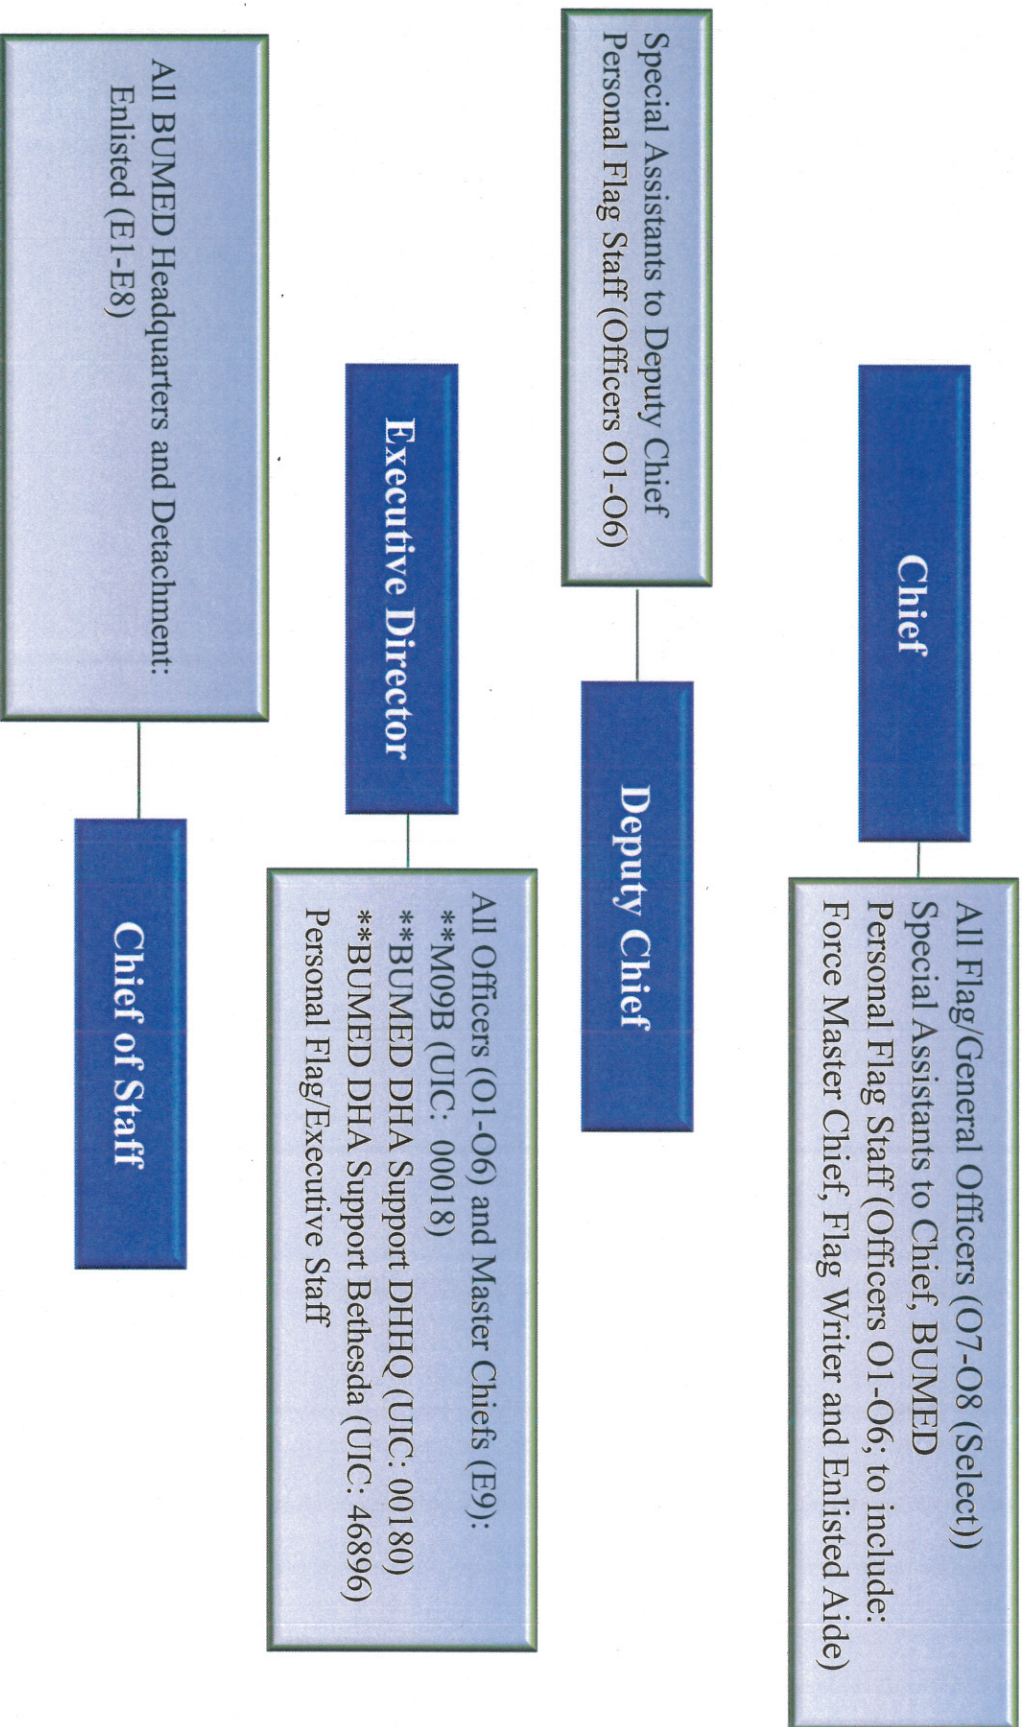 Chief
All Flag/General Officers (O7-O8 (Select))
Special Assistants to Chief, BUMED
Personal Flag Staff (Officers O1-O6; to include:
Force Master Chief, Flag Writer and Enlisted Aide)
Special Assistants to Deputy Chief
Personal Flag Staff (Officers O1-O6)
Deputy Chief
Executive Director
All Officers (O1-O6) and Master Chiefs (E9):
**M09B (UIC: 00018)
**BUMED DHA Support DHHQ (UIC: 00180)
**BUMED DHA Support Bethesda (UIC: 46896)
Personal Flag/Executive Staff
All BUMED Headquarters and Detachment:
Enlisted (E1-E8)
Chief of Staff